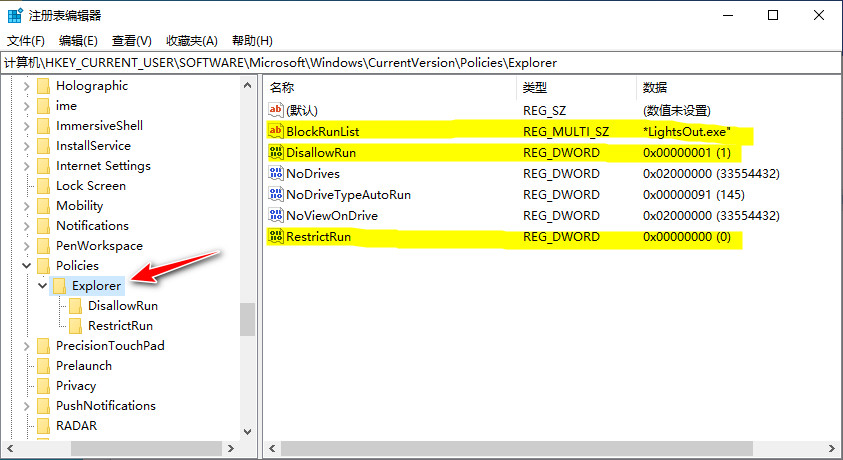 注册表编辑器
文件(F) 编辑(E) 查看(V) 收藏夹(A) 帮助(H)
计算机\HKEY_CURRENT_USER\SOFTWARE\Microsoft\Windows\CurrentVersion\Policies\Explorer
Holographic
ime
ImmersiveShell
InstallService
Internet Settings
Lock Screen
Mobility
Notifications
PenWorkspace
Policies
Explorer
DisallowRun
RestrictRun
PrecisionTouchPad
Prelaunch
Privacy
PushNotifications
RADAR
名称 类型 数据
ab (默认) REG_SZ (数值未设置)
ab BlockRunList REG_MULTI_SZ *LightsOut.exe"
DisallowRun REG_DWORD 0x00000001 (1)
NoDrives REG_DWORD 0x02000000 (33554432)
NoDriveTypeAutoRun REG_DWORD 0x00000091 (145)
NoViewOnDrive REG_DWORD 0x02000000 (33554432)
RestrictRun REG_DWORD 0x00000000 (0)